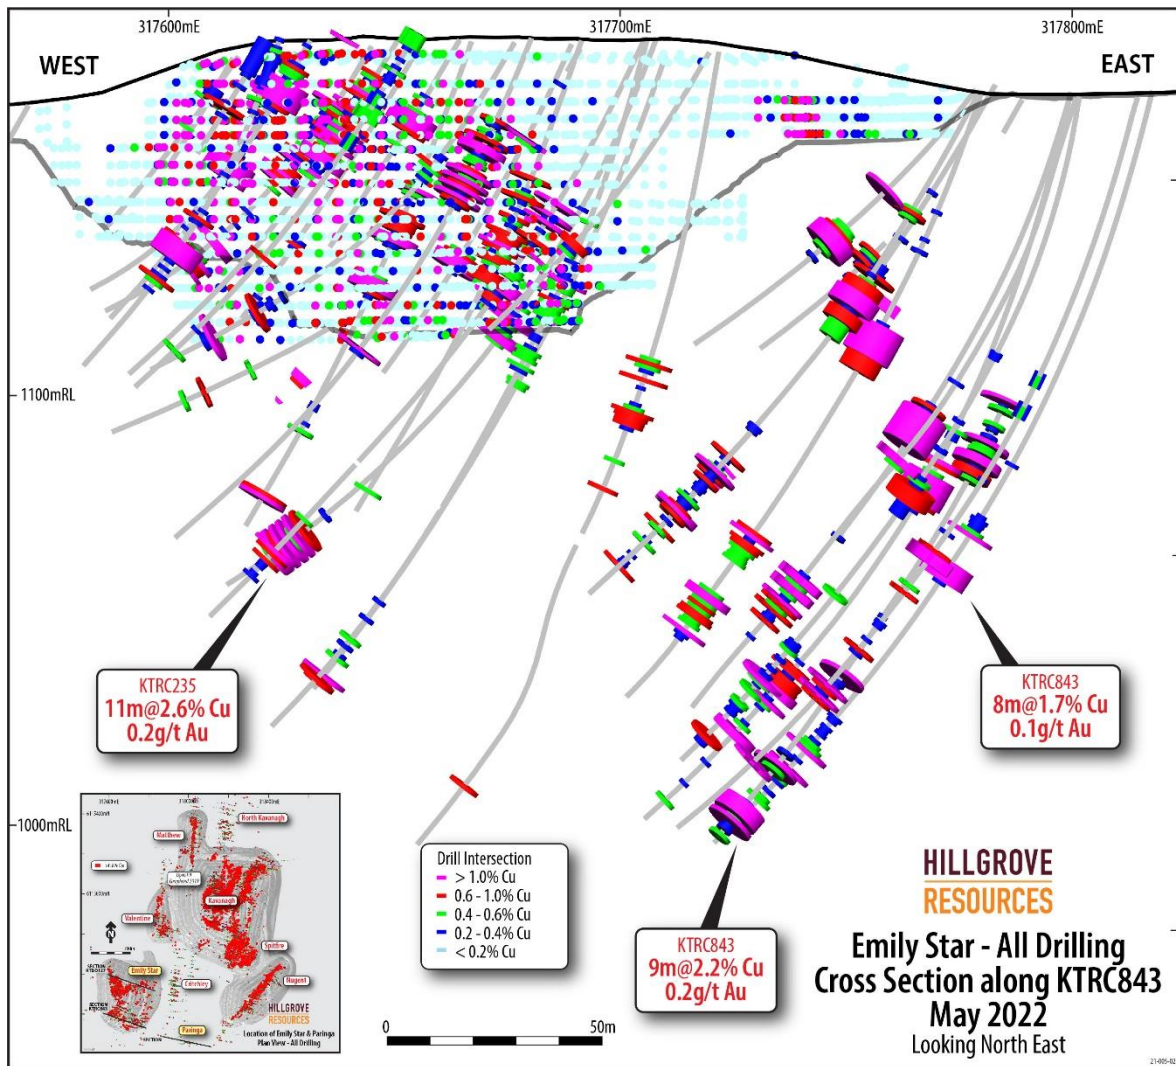 317600mE
317700mE
317800mE
WEST
EAST
1100mRL
KTRC235
11m@2.6% Cu
0.2g/t Au
KTRC843
8m@1.7% Cu
0.1g/t Au
1000mRL
North Kavanagh
Matthew
Kavanagh
Valentine
Spitfire
Emily Star
Critchley
Nugent
Paringa
SECTION
HILLGROVE
RESOURCES
Location of Emily Star & Paringa
Plan View - All Drilling
Drill Intersection
> 1.0% Cu
0.6 - 1.0% Cu
0.4 - 0.6% Cu
0.2 - 0.4% Cu
< 0.2% Cu
KTRC843
9m@2.2% Cu
0.2g/t Au
0
50m
HILLGROVE
RESOURCES
Emily Star - All Drilling
Cross Section along KTRC843
May 2022
Looking North East